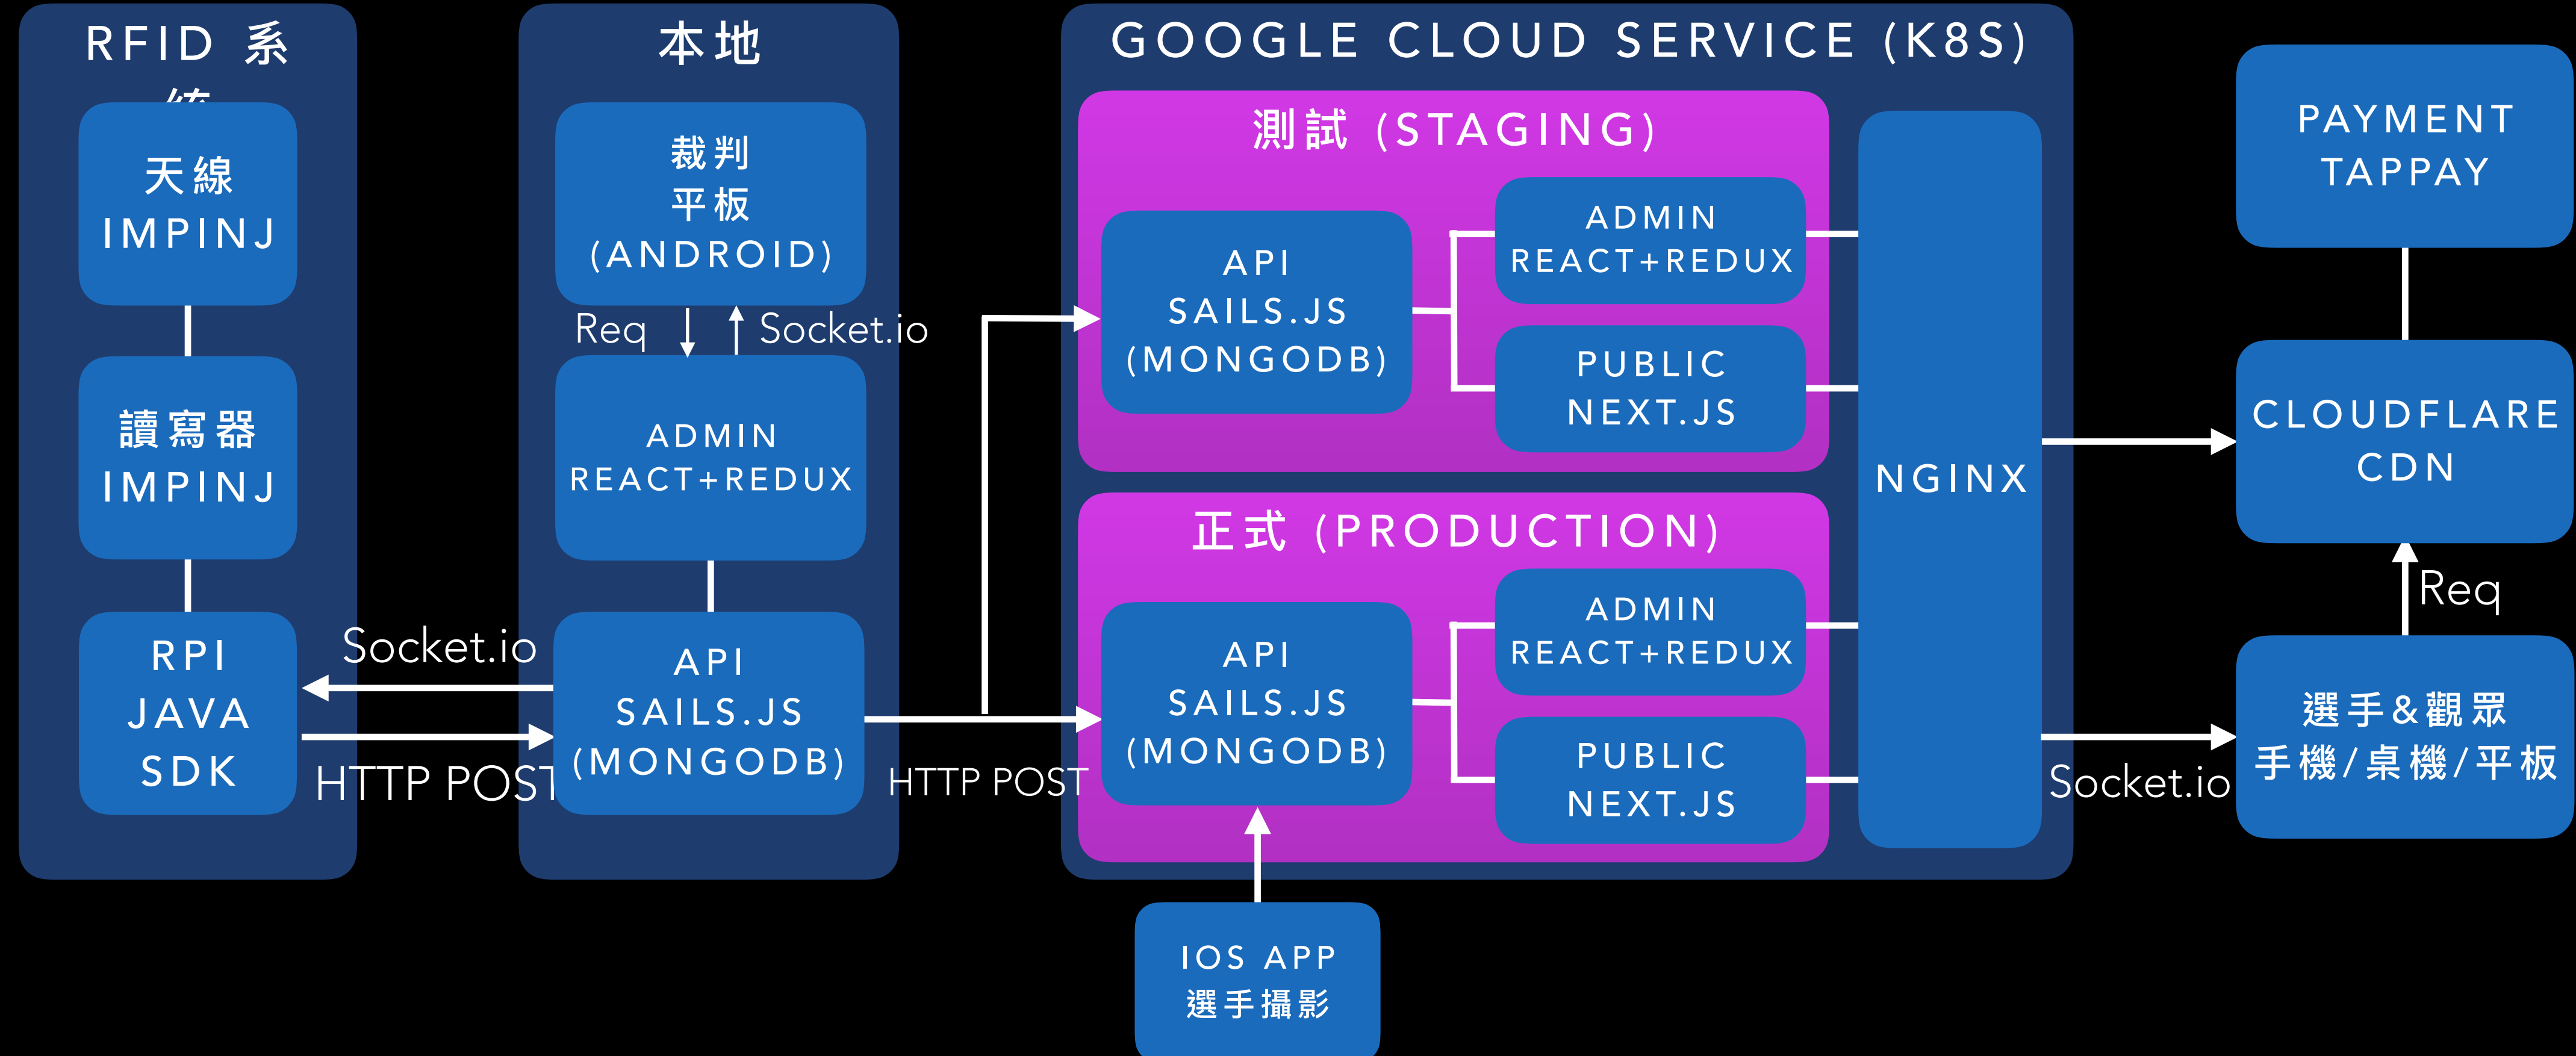 RFID 系
統
天線
IMPINJ
讀寫器
IMPINJ
RPI
JAVA
SDK
Socket.io
HTTP POST
本地
裁判
平板
(ANDROID)
Req
Socket.io
ADMIN
REACT+REDUX
API
SAILS.JS
(MONGODB)
HTTP POST
GOOGLE CLOUD SERVICE (K8S)
測試 (STAGING)
API
SAILS.JS
(MONGODB)
ADMIN
REACT+REDUX
PUBLIC
NEXT.JS
正式 (PRODUCTION)
API
SAILS.JS
(MONGODB)
ADMIN
REACT+REDUX
PUBLIC
NEXT.JS
NGINX
IOS APP
選手攝影
PAYMENT
TAPPAY
CLOUDFLARE
CDN
Req
選手&觀眾
手機/桌機/平板
Socket.io